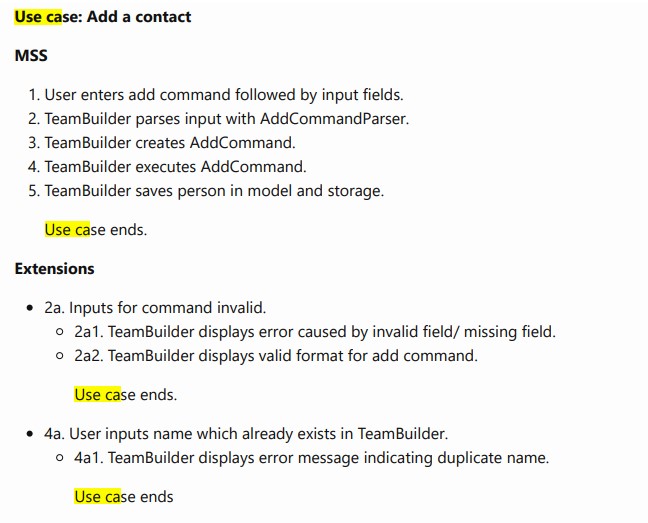 Use case: Add a contact
MSS
1. User enters add command followed by input fields.
2. TeamBuilder parses input with AddCommandParser.
3. TeamBuilder creates AddCommand.
4. TeamBuilder executes AddCommand.
5. TeamBuilder saves person in model and storage.
Use case ends.
Extensions
• 2a. Inputs for command invalid.
○ 2a1. TeamBuilder displays error caused by invalid field/ missing field.
○ 2a2. TeamBuilder displays valid format for add command.
Use case ends.
• 4a. User inputs name which already exists in TeamBuilder.
○ 4a1. TeamBuilder displays error message indicating duplicate name.
Use case ends